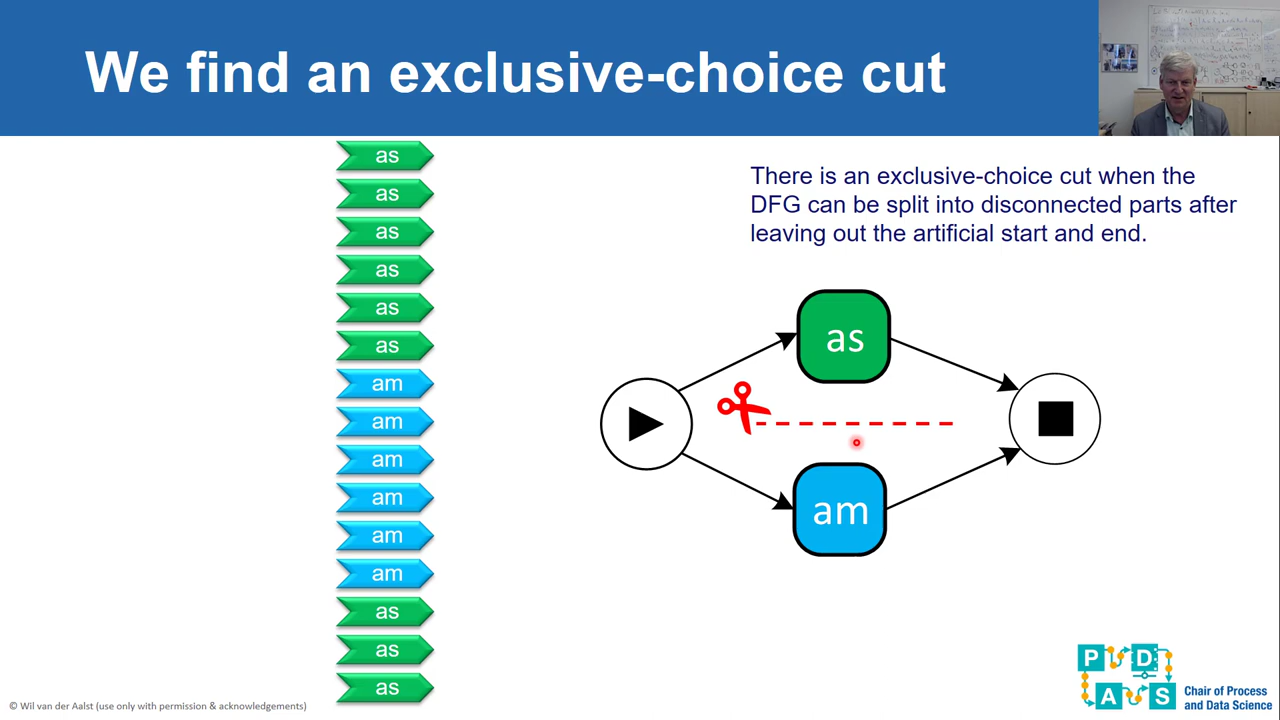 We find an exclusive-choice cut
as
as
as
as
as
as
am
am
am
am
am
am
as
as
as
There is an exclusive-choice cut when the
DFG can be split into disconnected parts after
leaving out the artificial start and end.
as
am
P D
A S
Chair of Process
and Data Science
© Wil van der Aalst (use only with permission & acknowledgements)